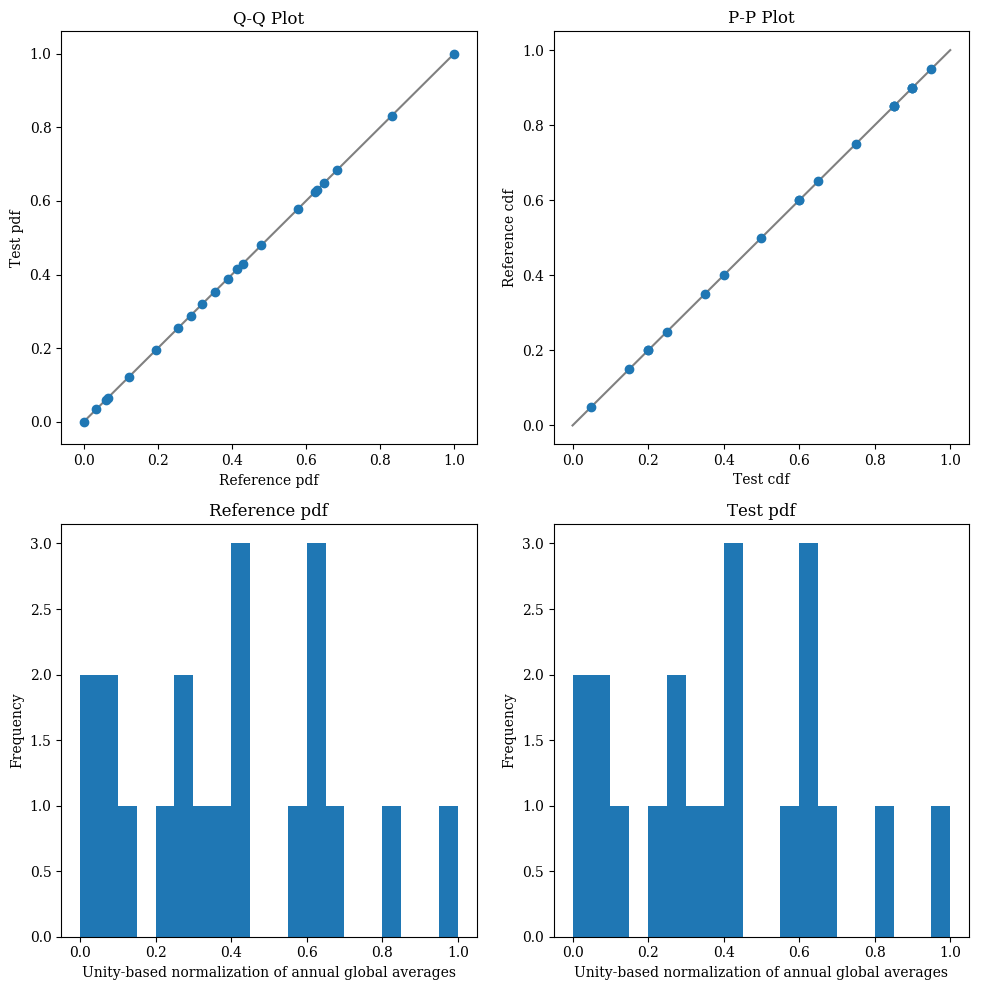 Q-Q Plot
1.0
0.8
0.6
0.4
0.2
0.0
Test pdf
0.0 0.2 0.4 0.6 0.8 1.0
Reference pdf
P-P Plot
1.0
0.8
0.6
0.4
0.2
0.0
Reference cdf
0.0 0.2 0.4 0.6 0.8 1.0
Test cdf
Reference pdf
3.0
2.5
2.0
1.5
1.0
0.5
0.0
Frequency
0.0 0.2 0.4 0.6 0.8 1.0
Unity-based normalization of annual global averages
Test pdf
3.0
2.5
2.0
1.5
1.0
0.5
0.0
Frequency
0.0 0.2 0.4 0.6 0.8 1.0
Unity-based normalization of annual global averages